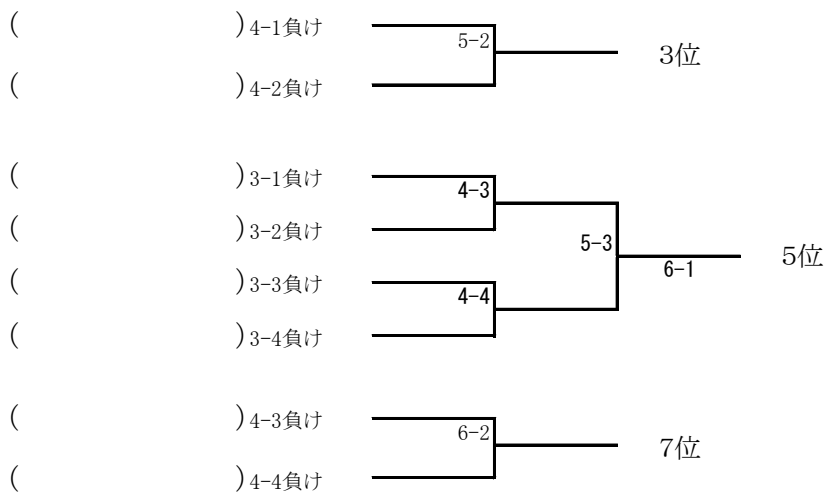 (　　　　　　　　)4-1負け
5-2
3位
(　　　　　　　　)4-2負け
(　　　　　　　　)3-1負け
4-3
(　　　　　　　　)3-2負け
5-3
5位
6-1
(　　　　　　　　)3-3負け
4-4
(　　　　　　　　)3-4負け
(　　　　　　　　)4-3負け
6-2
7位
(　　　　　　　　)4-4負け